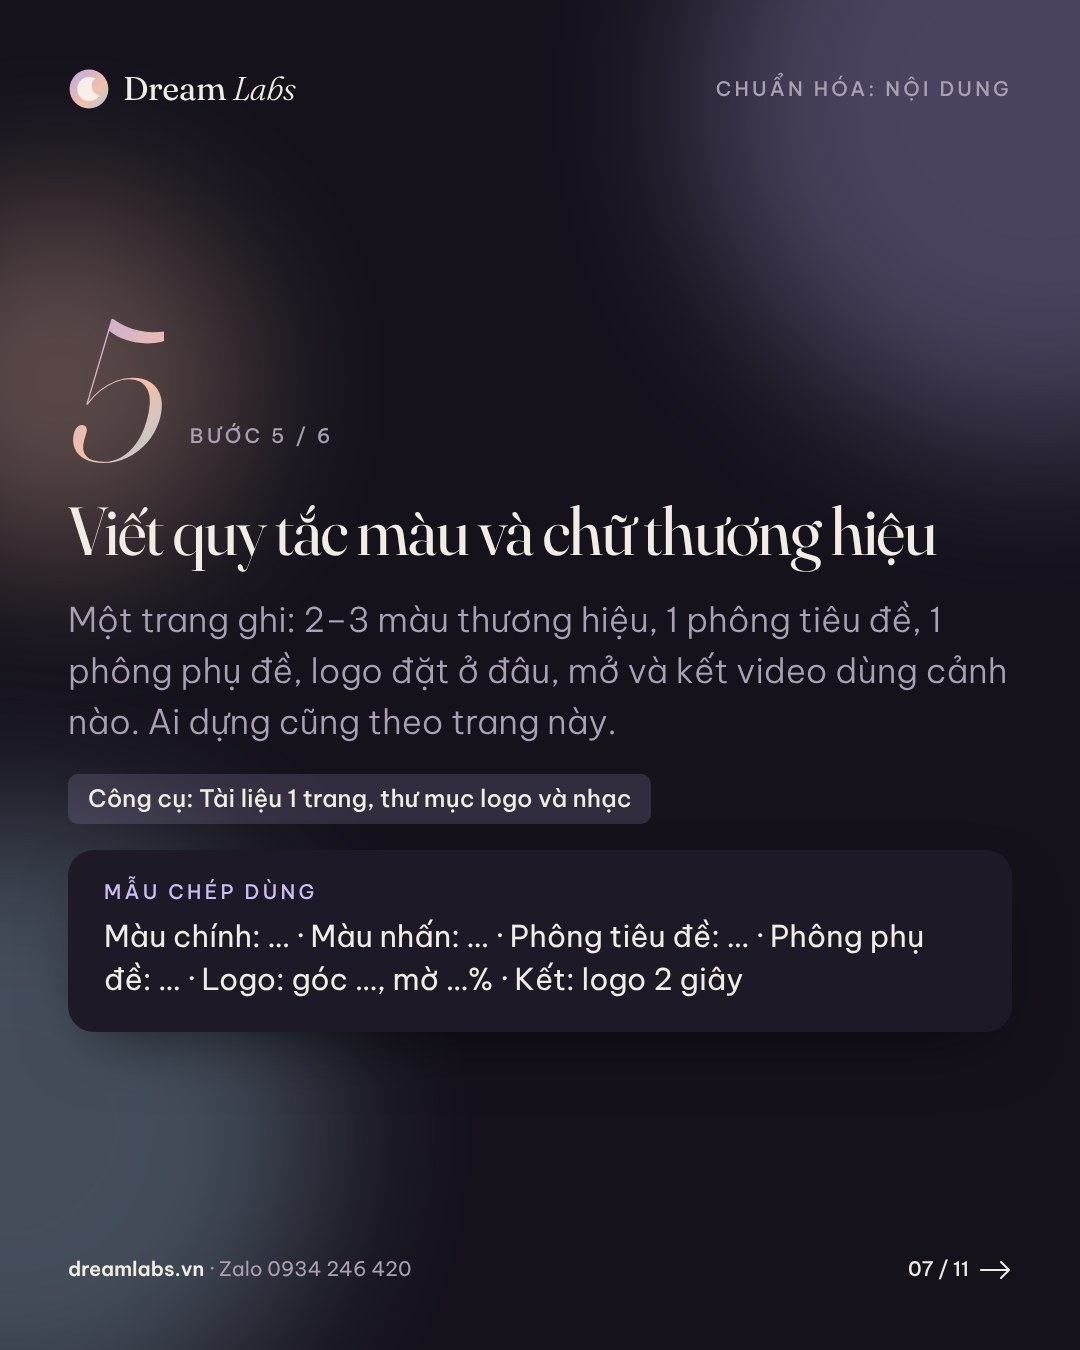 Dream Labs
CHUẨN HÓA: NỘI DUNG
5
BƯỚC 5 / 6
Viết quy tắc màu và chữ thương hiệu
Một trang ghi: 2–3 màu thương hiệu, 1 phông tiêu đề, 1
phông phụ đề, logo đặt ở đâu, mở và kết video dùng cảnh
nào. Ai dựng cũng theo trang này.
Công cụ: Tài liệu 1 trang, thư mục logo và nhạc
MẪU CHÉP DÙNG
Màu chính: … · Màu nhấn: … · Phông tiêu đề: … · Phông phụ
đề: … · Logo: góc …, mờ …% · Kết: logo 2 giây
dreamlabs.vn · Zalo 0934 246 420
07 / 11 →